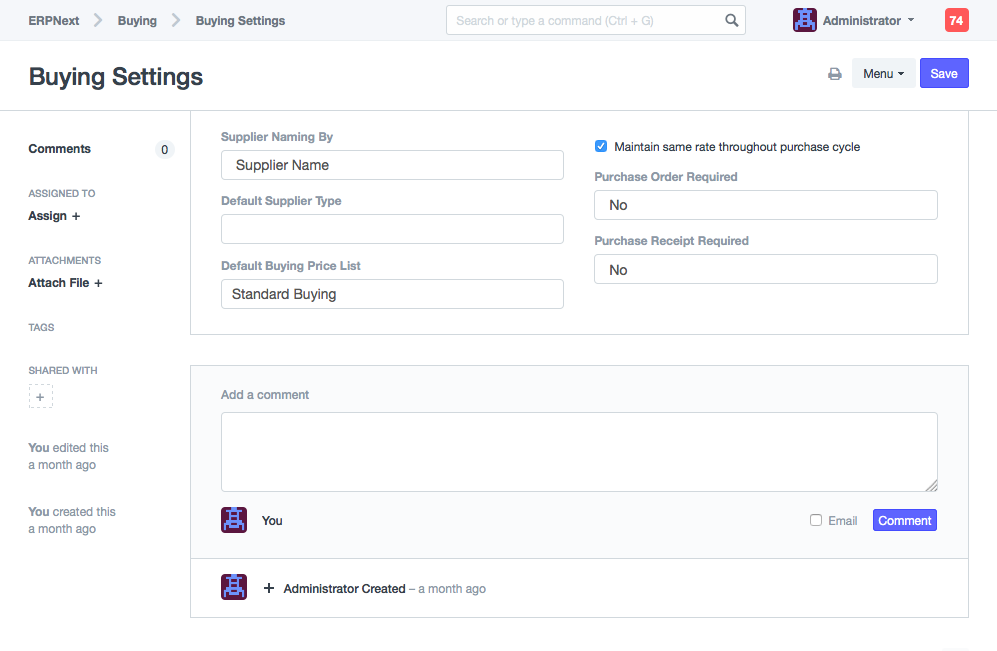 ERPNext Buying Buying Settings Search or type a command (Ctrl + G) Administrator 74
Buying Settings Menu Save
Comments 0
ASSIGNED TO
Assign +
ATTACHMENTS
Attach File +
TAGS
SHARED WITH
+
You edited this
a month ago
You created this
a month ago
Supplier Naming By
Supplier Name
Default Supplier Type
Default Buying Price List
Standard Buying
Maintain same rate throughout purchase cycle
Purchase Order Required
No
Purchase Receipt Required
No
Add a comment
You Email Comment
+ Administrator Created – a month ago